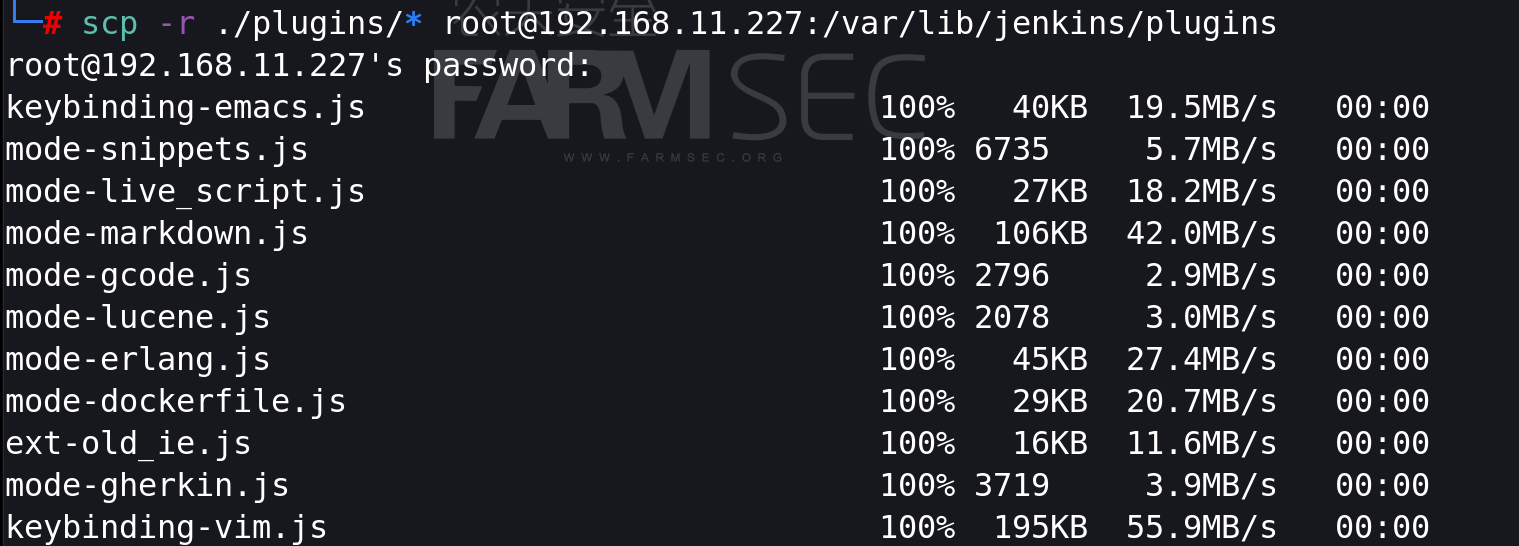 └─# scp -r ./plugins/* root@192.168.11.227:/var/lib/jenkins/plugins
root@192.168.11.227's password:
keybinding-emacs.js 100% 40KB 19.5MB/s 00:00
mode-snippets.js 100% 6735 5.7MB/s 00:00
mode-live_script.js 100% 27KB 18.2MB/s 00:00
mode-markdown.js 100% 106KB 42.0MB/s 00:00
mode-gcode.js 100% 2796 2.9MB/s 00:00
mode-lucene.js 100% 2078 3.0MB/s 00:00
mode-erlang.js 100% 45KB 27.4MB/s 00:00
mode-dockerfile.js 100% 29KB 20.7MB/s 00:00
ext-old_ie.js 100% 16KB 11.6MB/s 00:00
mode-gherkin.js 100% 3719 3.9MB/s 00:00
keybinding-vim.js 100% 195KB 55.9MB/s 00:00
FARMSEC
WWW.FARMSEC.ORG